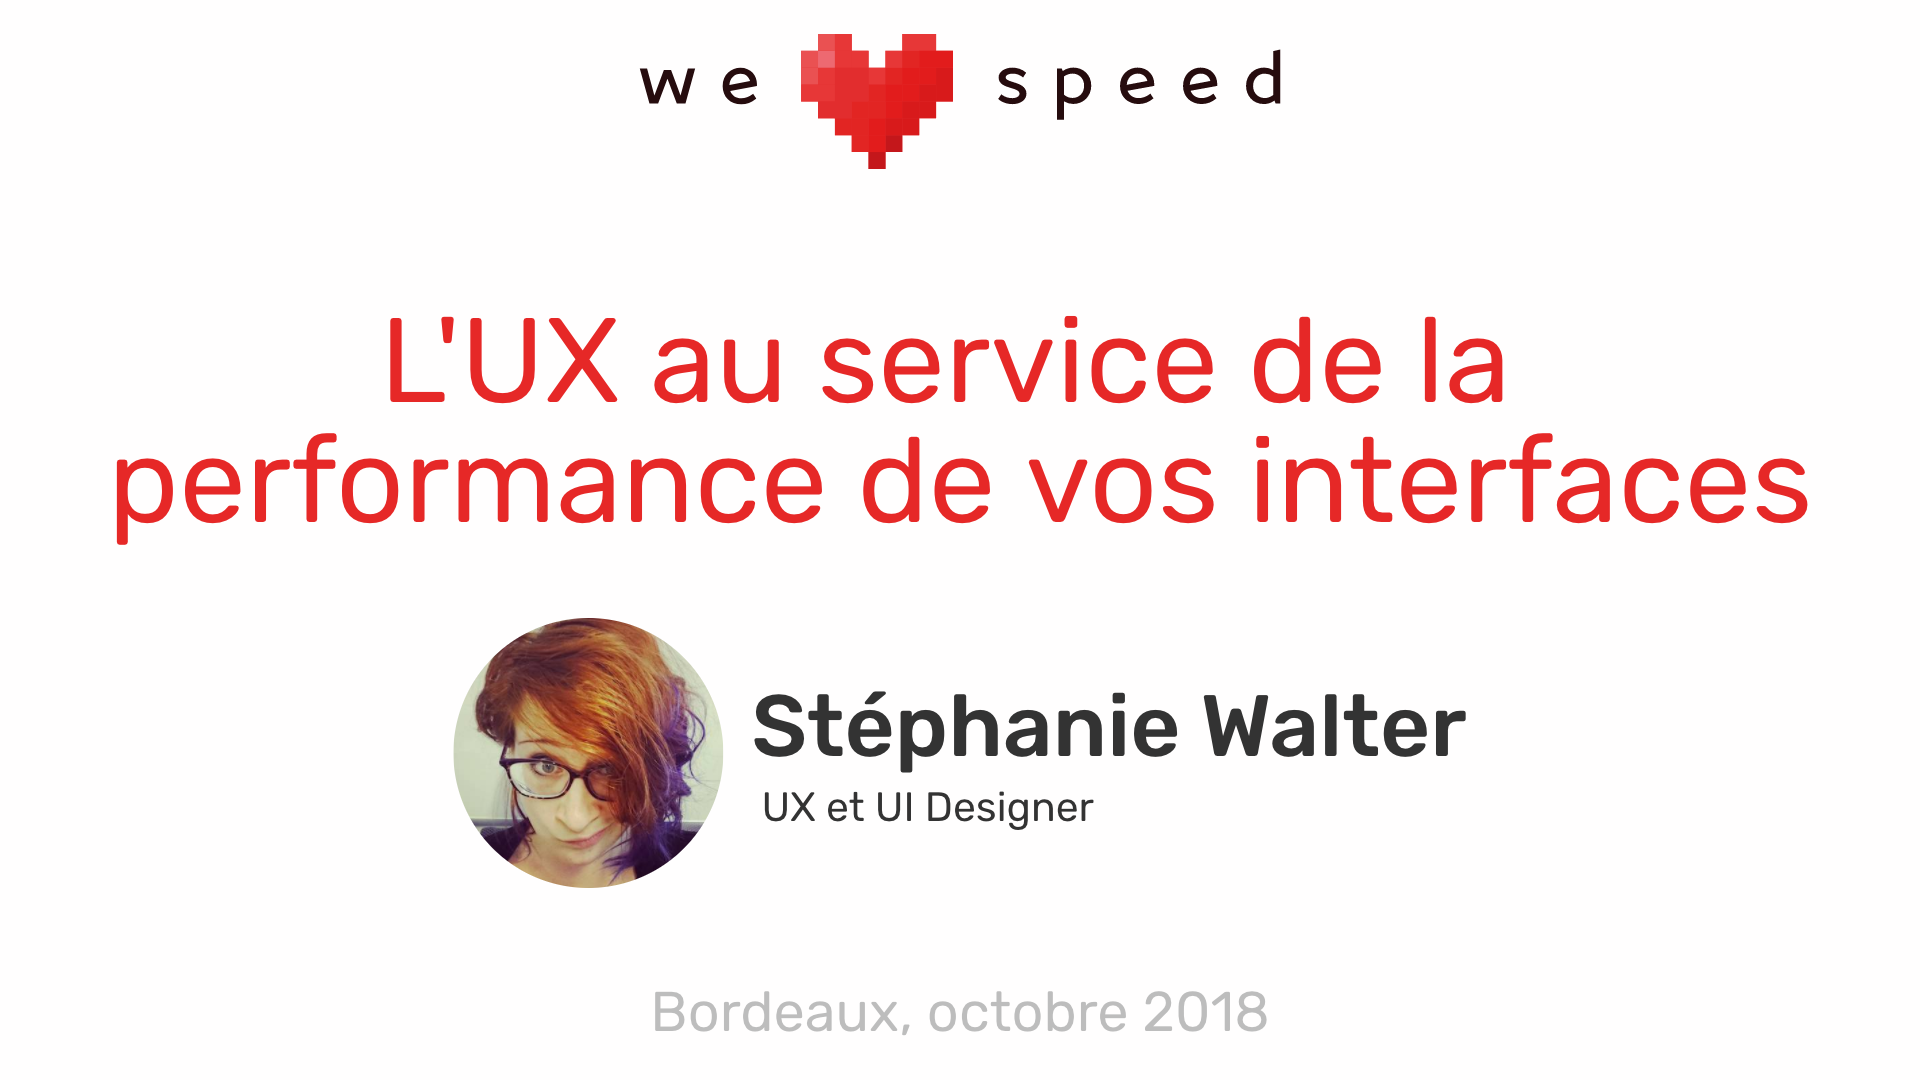 we speed
L'UX au service de la
performance de vos interfaces
Stéphanie Walter
UX et UI Designer
Bordeaux, octobre 2018